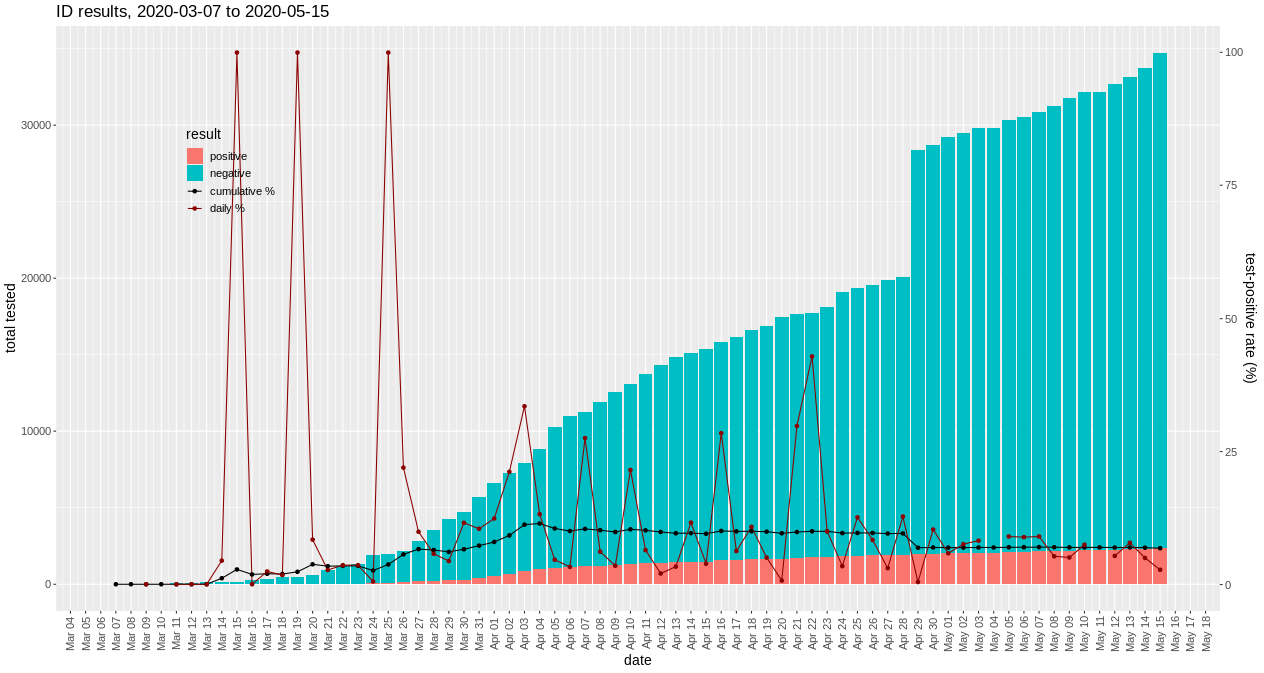 ID results, 2020-03-07 to 2020-05-15
total tested
30000
20000
10000
0
result
positive
negative
cumulative %
daily %
100
75
50
25
0
test-positive rate (%)
Mar 04
Mar 05
Mar 06
Mar 07
Mar 08
Mar 09
Mar 10
Mar 11
Mar 12
Mar 13
Mar 14
Mar 15
Mar 16
Mar 17
Mar 18
Mar 19
Mar 20
Mar 21
Mar 22
Mar 23
Mar 24
Mar 25
Mar 26
Mar 27
Mar 28
Mar 29
Mar 30
Mar 31
Apr 01
Apr 02
Apr 03
Apr 04
Apr 05
Apr 06
Apr 07
Apr 08
Apr 09
Apr 10
Apr 11
Apr 12
Apr 13
Apr 14
Apr 15
Apr 16
Apr 17
Apr 18
Apr 19
Apr 20
Apr 21
Apr 22
Apr 23
Apr 24
Apr 25
Apr 26
Apr 27
Apr 28
Apr 29
Apr 30
May 01
May 02
May 03
May 04
May 05
May 06
May 07
May 08
May 09
May 10
May 11
May 12
May 13
May 14
May 15
May 16
May 17
May 18
date